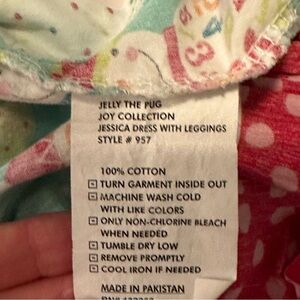 JELLY THE PUG
JOY COLLECTION
JESSICA DRESS WITH LEGGINGS
STYLE # 957
100% COTTON
TURN GARMENT INSIDE OUT
MACHINE WASH COLD
WITH LIKE COLORS
ONLY NON-CHLORINE BLEACH
WHEN NEEDED
TUMBLE DRY LOW
REMOVE PROMPTLY
COOL IRON IF NEEDED
MADE IN PAKISTAN